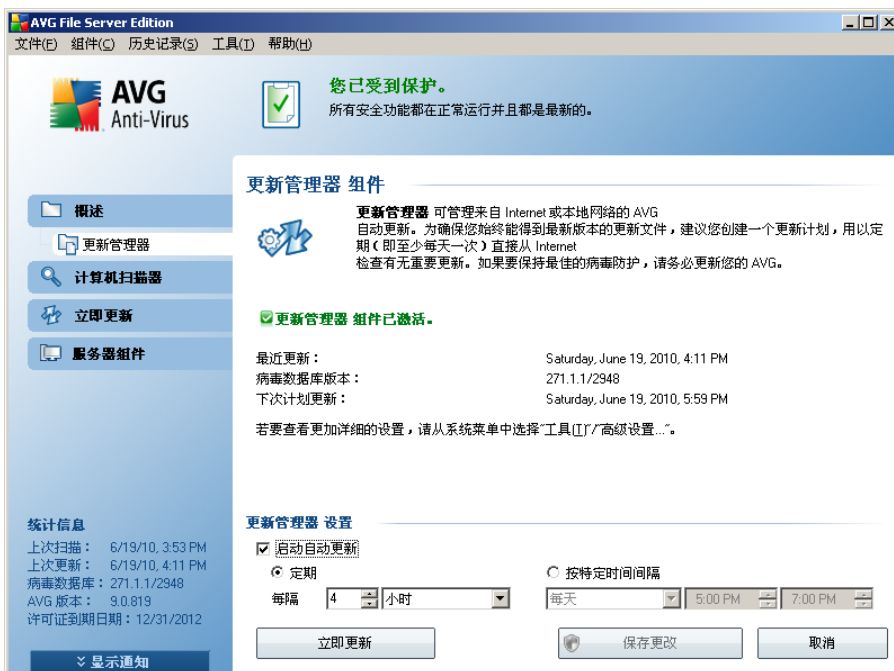 AVG File Server Edition
文件(F) 组件(C) 历史记录(S) 工具(T) 帮助(H)
AVG
Anti-Virus
您已受到保护。
所有安全功能都在正常运行并且都是最新的。
概述
更新管理器
计算机扫描器
立即更新
服务器组件
更新管理器 组件
更新管理器 可管理来自 Internet 或本地网络的 AVG
自动更新。为确保您始终能得到最新版本的更新文件，建议您创建一个更新计划，用以定
期（即至少每天一次）直接从 Internet
检查有无重要更新。如果要保持最佳的病毒防护，请务必更新您的 AVG。
更新管理器 组件已激活。
最近更新： Saturday, June 19, 2010, 4:11 PM
病毒数据库版本： 271.1.1/2948
下次计划更新： Saturday, June 19, 2010, 5:59 PM
若要查看更加详细的设置，请从系统菜单中选择“工具(T)”/“高级设置...”。
统计信息
上次扫描： 6/19/10, 3:53 PM
上次更新： 6/19/10, 4:11 PM
病毒数据库：271.1.1/2948
AVG 版本： 9.0.819
许可证到期日期：12/31/2012
显示通知
更新管理器 设置
启动自动更新
定期 按特定时间间隔
每隔 4 小时 每天 5:00 PM 7:00 PM
立即更新 保存更改 取消